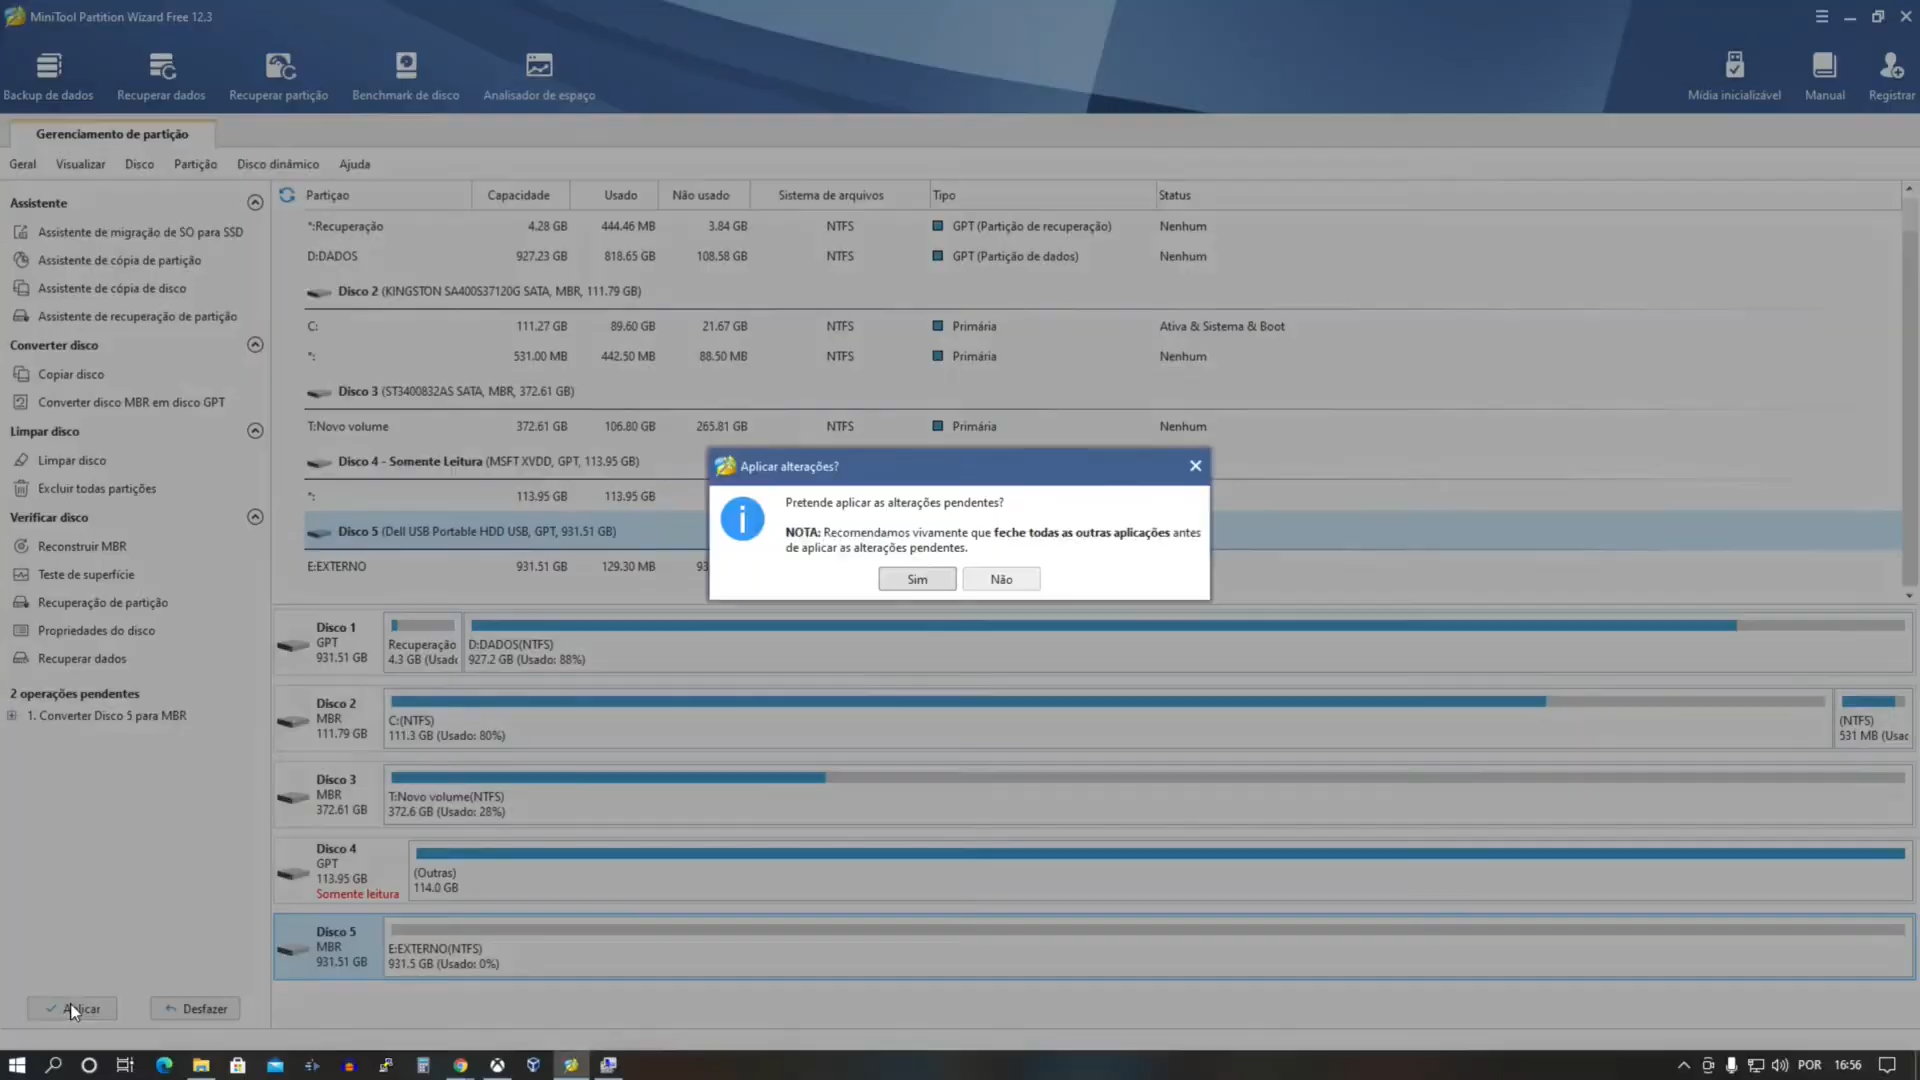 MiniTool Partition Wizard Free 12.3
Backup de dados
Recuperar dados
Recuperar partição
Benchmark de disco
Analisador de espaço
Mídia inicializável
Manual
Registrar
Gerenciamento de partição
Geral Visualizar Disco Partição Disco dinâmico Ajuda
Assistente
Assistente de migração de SO para SSD
Assistente de cópia de partição
Assistente de cópia de disco
Assistente de recuperação de partição
Converter disco
Copiar disco
Converter disco MBR em disco GPT
Limpar disco
Limpar disco
Excluir todas partições
Verificar disco
Reconstruir MBR
Teste de superfície
Recuperação de partição
Propriedades do disco
Recuperar dados
2 operações pendentes
1. Converter Disco 5 para MBR
Aplicar
Desfazer
Partiçao Capacidade Usado Não usado Sistema de arquivos Tipo Status
*:Recuperação 4.28 GB 444.46 MB 3.84 GB NTFS GPT (Partição de recuperação) Nenhum
D:DADOS 927.23 GB 818.65 GB 108.58 GB NTFS GPT (Partição de dados) Nenhum
Disco 2 (KINGSTON SA400S37120G SATA, MBR, 111.79 GB)
C: 111.27 GB 89.60 GB 21.67 GB NTFS Primária Ativa & Sistema & Boot
*: 531.00 MB 442.50 MB 88.50 MB NTFS Primária Nenhum
Disco 3 (ST3400832AS SATA, MBR, 372.61 GB)
T:Novo volume 372.61 GB 106.80 GB 265.81 GB NTFS Primária Nenhum
Disco 4 - Somente Leitura (MSFT XVDD, GPT, 113.95 GB)
*: 113.95 GB 113.95 GB
Disco 5 (Dell USB Portable HDD USB, GPT, 931.51 GB)
E:EXTERNO 931.51 GB 129.30 MB 93
Aplicar alterações?
Pretende aplicar as alterações pendentes?
NOTA: Recomendamos vivamente que feche todas as outras aplicações antes
de aplicar as alterações pendentes.
Sim
Não
Disco 1
GPT
931.51 GB
Recuperação
4.3 GB (Usad
D:DADOS(NTFS)
927.2 GB (Usado: 88%)
Disco 2
MBR
111.79 GB
C:(NTFS)
111.3 GB (Usado: 80%)
(NTFS)
531 MB (Usac
Disco 3
MBR
372.61 GB
T:Novo volume(NTFS)
372.6 GB (Usado: 28%)
Disco 4
GPT
113.95 GB
Somente leitura
(Outras)
114.0 GB
Disco 5
MBR
931.51 GB
E:EXTERNO(NTFS)
931.5 GB (Usado: 0%)
POR
16:56